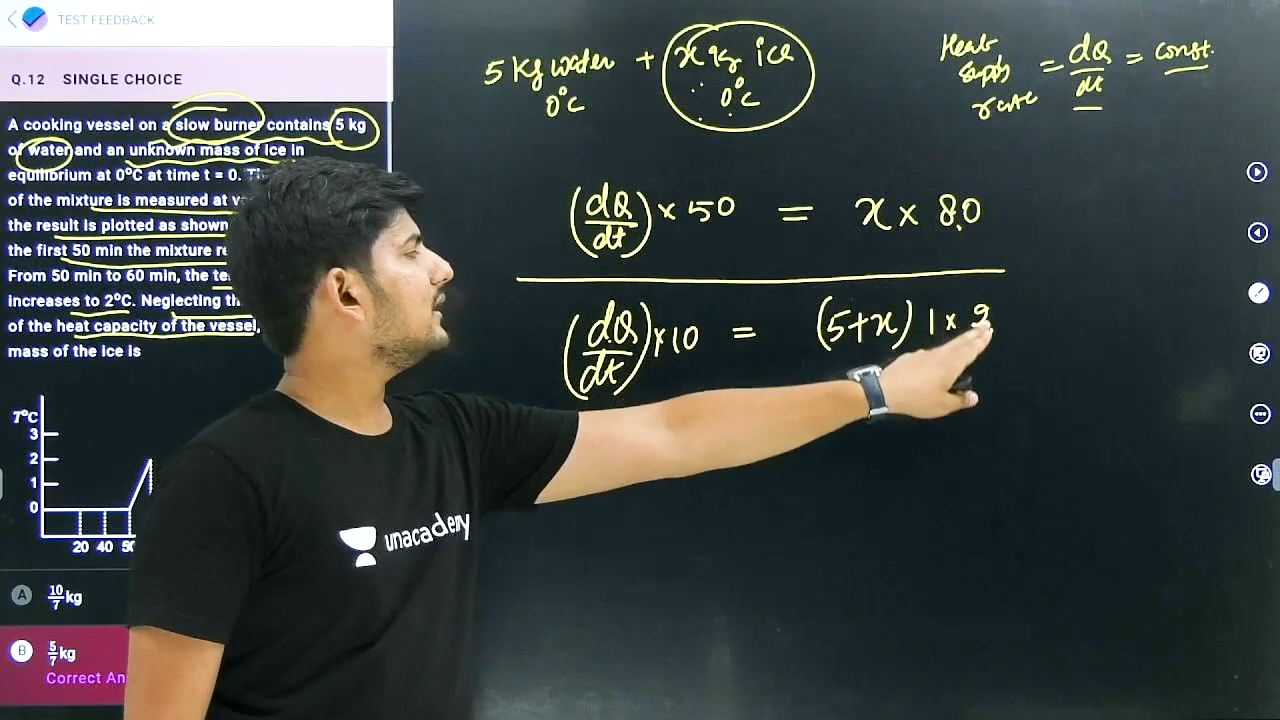 TEST FEEDBACK
Q.12 SINGLE CHOICE
A cooking vessel on a slow burner contains 5 kg
of water and an unknown mass of ice in
equilibrium at 0°C at time t = 0. T
of the mixture is measured at
the result is plotted as shown
the first 50 min the mixture
From 50 min to 60 min, the
increases to 2°C. Neglecting
of the heat capacity of the vessel,
mass of the ice is
T°C
3
2
1
0
20 40
A 10/7 kg
B 5/7 kg
Correct
5 kg water + x kg ice
0°C 0°C
Heat supply rate = dQ/dt = const.
(dQ/dt) × 50 = x × 80
(dQ/dt) × 10 = (5+x) 1 ×
unacademy